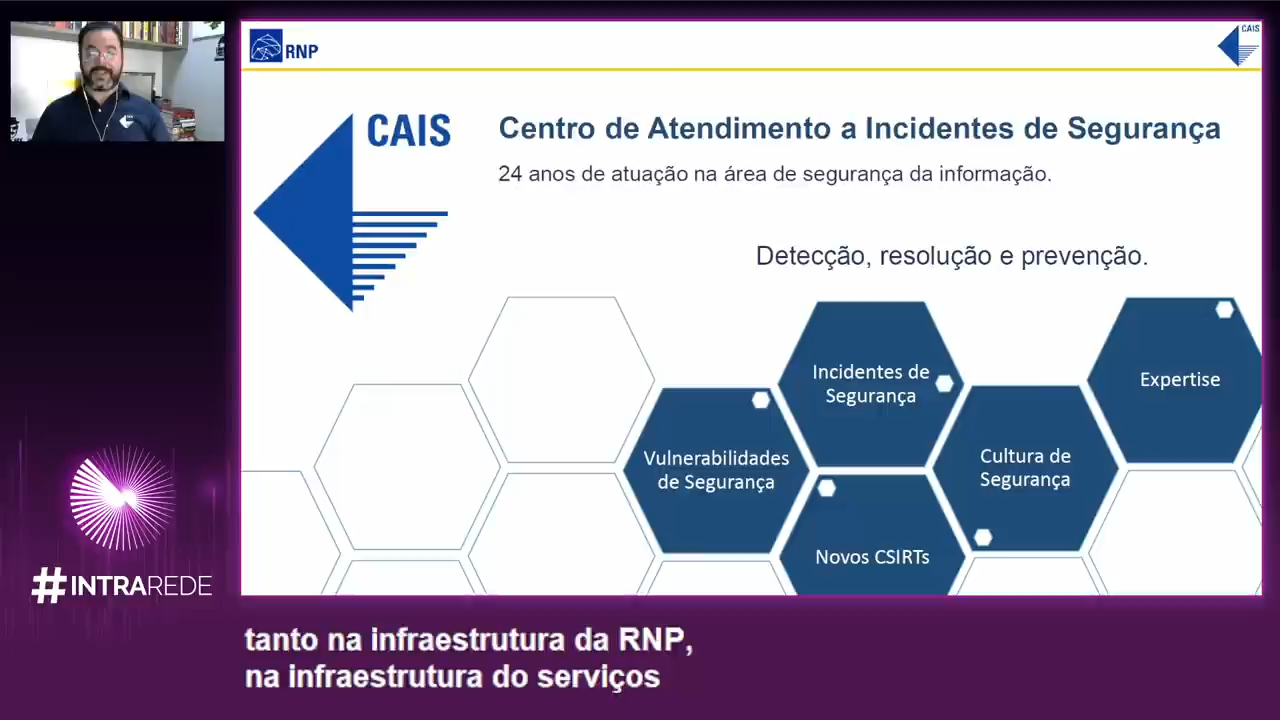 RNP
CAIS
CAIS
Centro de Atendimento a Incidentes de Segurança
24 anos de atuação na área de segurança da informação.
Detecção, resolução e prevenção.
Incidentes de
Segurança
Expertise
Vulnerabilidades
de Segurança
Cultura de
Segurança
Novos CSIRTs
#INTRAREDE
tanto na infraestrutura da RNP,
na infraestrutura do serviços